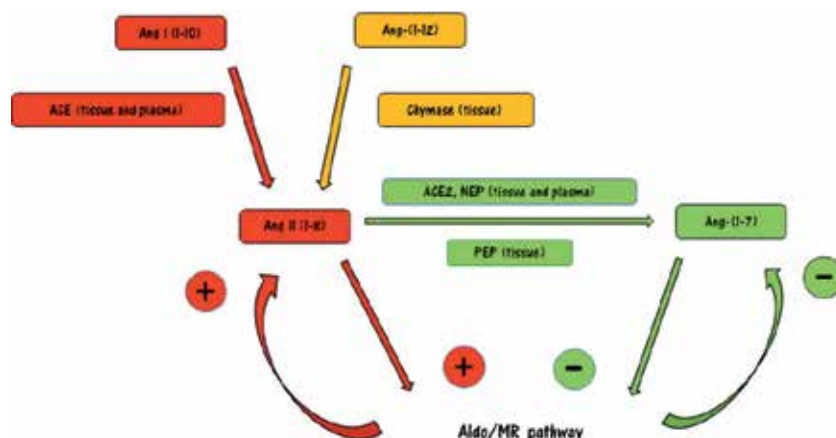 Ang I (1-10)
Ang-(1-12)
ACE (tissue and plasma)
Chymase (tissue)
ACE2, NEP (tissue and plasma)
Ang II (1-8)
Ang-(1-7)
PEP (tissue)
+
−
+
−
Aldo/MR pathway